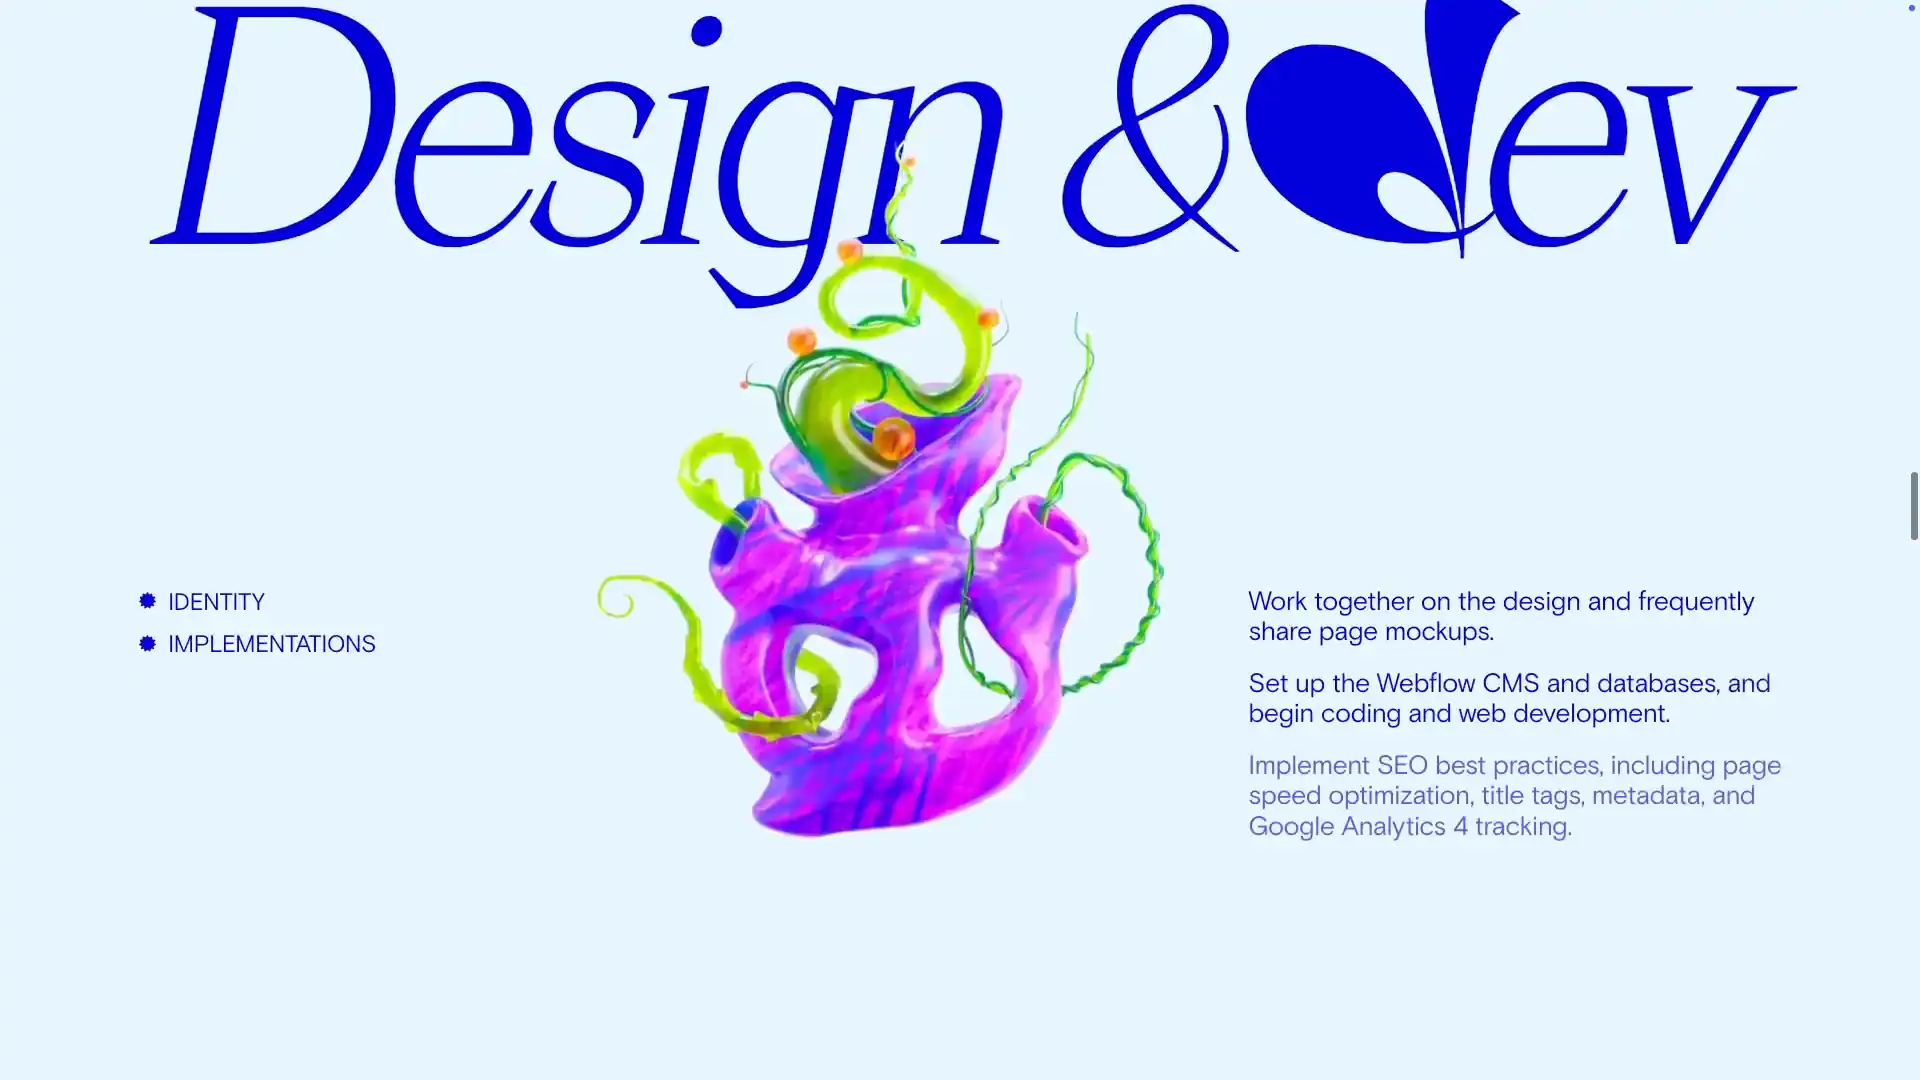 Design & dev
IDENTITY
IMPLEMENTATIONS
Work together on the design and frequently
share page mockups.
Set up the Webflow CMS and databases, and
begin coding and web development.
Implement SEO best practices, including page
speed optimization, title tags, metadata, and
Google Analytics 4 tracking.